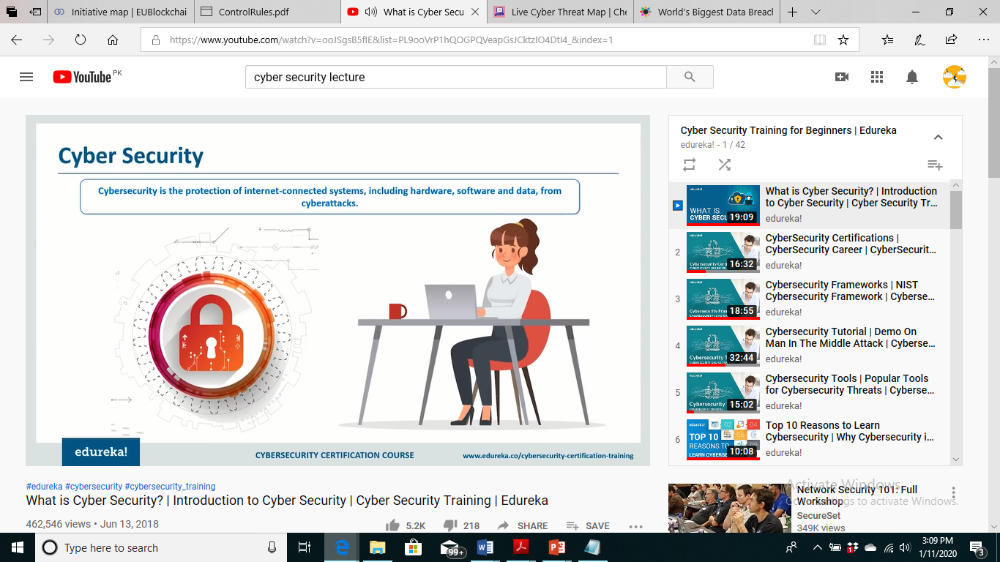 Initiative map | EUBlockchai
ControlRules.pdf
What is Cyber Secu
Live Cyber Threat Map | Che
World's Biggest Data Breach
https://www.youtube.com/watch?v=ooJSgsB5fIE&list=PL9ooVrP1hQOGPQVeapGsJCktzIO4DtI4_&index=1
YouTube PK
cyber security lecture
Cyber Security
Cybersecurity is the protection of internet-connected systems, including hardware, software and data, from
cyberattacks.
edureka!
CYBERSECURITY CERTIFICATION COURSE
www.edureka.co/cybersecurity-certification-training
#edureka #cybersecurity #cybersecurity_training
What is Cyber Security? | Introduction to Cyber Security | Cyber Security Training | Edureka
462,546 views • Jun 13, 2018
5.2K
218
SHARE
SAVE
Cyber Security Training for Beginners | Edureka
edureka! - 1 / 42
WHAT IS
CYBER SECU
19:09
What is Cyber Security? | Introduction
to Cyber Security | Cyber Security Tr...
edureka!
2
16:32
CyberSecurity Certifications |
CyberSecurity Career | CyberSecurit...
edureka!
3
18:55
Cybersecurity Frameworks | NIST
Cybersecurity Framework | Cyberse...
edureka!
4
32:44
Cybersecurity Tutorial | Demo On
Man In The Middle Attack | Cyberse...
edureka!
5
15:02
Cybersecurity Tools | Popular Tools
for Cybersecurity Threats | Cyberse...
edureka!
6
TOP 10
REASONS TO
LEARN CYBERSE
10:08
Top 10 Reasons to Learn
Cybersecurity | Why Cybersecurity i...
edureka!
Network Security 101: Full
Workshop
SecureSet
349K views
Activate Windows
Go to Settings to activate Windows.
Type here to search
99+
3:09 PM
1/11/2020
3